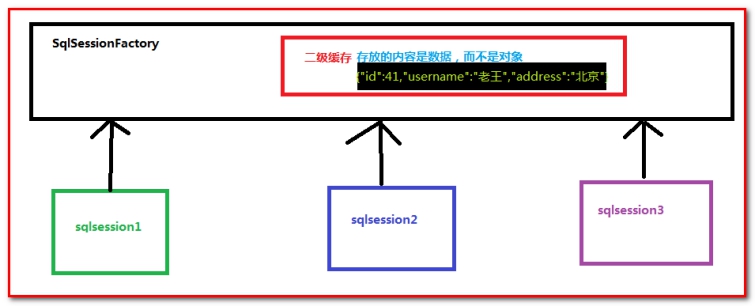 SqlSessionFactory
二级缓存 存放的内容是数据，而不是对象
{"id":41,"username":"老王","address":"北京"}
sqlsession1
sqlsession2
sqlsession3